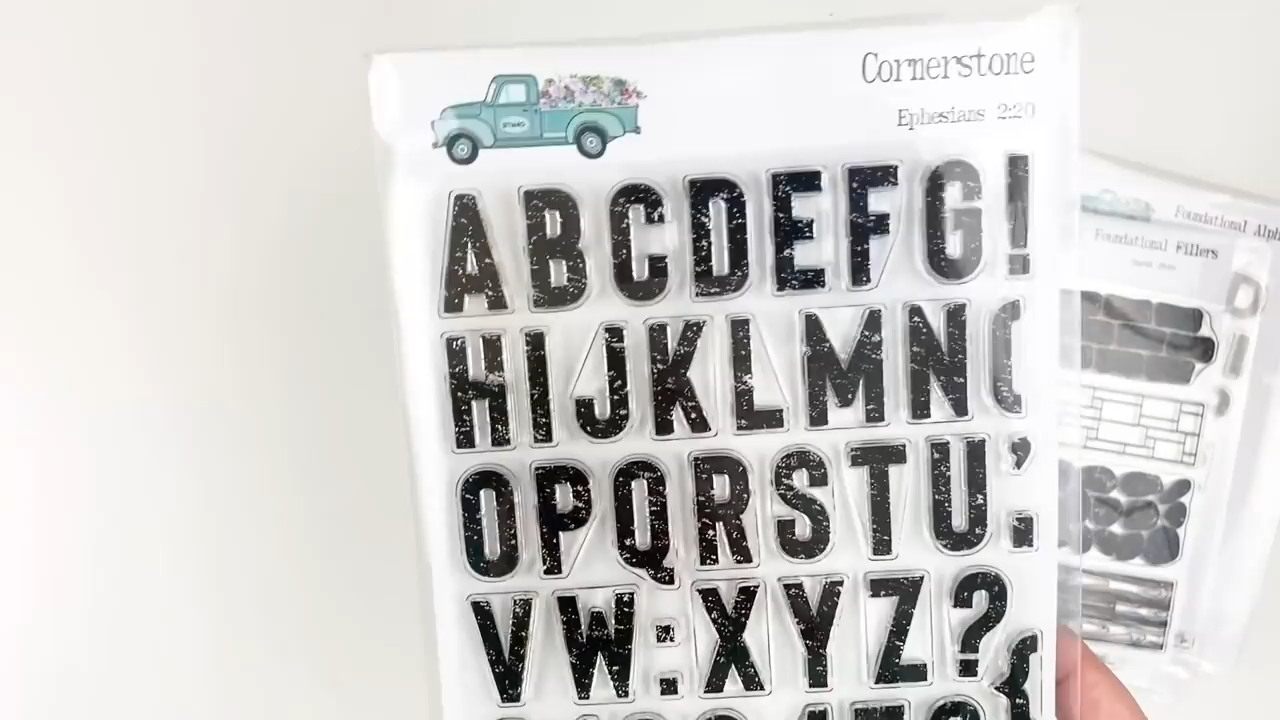 Cornerstone
Ephesians 2:20
ABCDEFG!
HIJKLMN(
OPQRSTU'.
VW:XYZ?{
Foundational Alph
Foundational Fillers